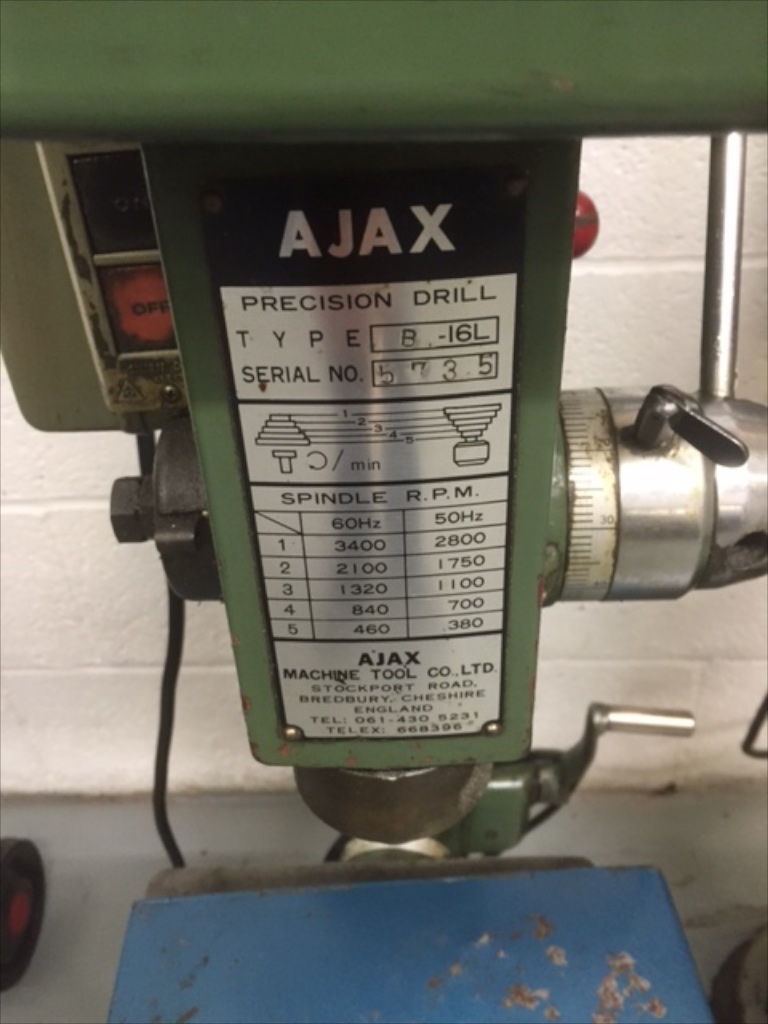 ON
OFF
AJAX
PRECISION DRILL
TYPE B-16L
SERIAL NO. 5735
1
2
3
4
5
/min
SPINDLE R.P.M.
60Hz 50Hz
1 3400 2800
2 2100 1750
3 1320 1100
4 840 700
5 460 380
AJAX
MACHINE TOOL CO.,LTD.
STOCKPORT ROAD.
BREDBURY, CHESHIRE
ENGLAND
TEL: 061-430 5231
TELEX: 668396
30